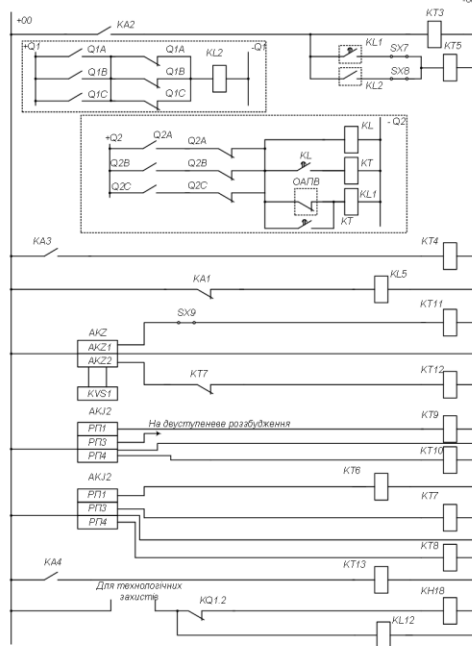 +00
-00
KA2
KT3
+Q1
Q1A
Q1A
-Q1
KL2
Q1B
Q1B
Q1C
Q1C
KL1
SX7
KT5
KL2
SX8
-Q2
+Q2
Q2A
Q2A
KL
Q2B
Q2B
KL
KT
Q2C
Q2C
ОАПВ
KL1
KT
KA3
KT4
KA1
KL5
SX9
KT11
AKZ
AKZ1
AKZ2
KT7
KT12
KVS1
AKJ2
РП1
На двуступеневе роззбудження
KT9
РП3
РП4
KT10
AKJ2
KT6
РП1
KT7
РП3
РП4
KT8
KA4
KT13
Для технологічних
захистів
KQ1.2
KH18
KL12